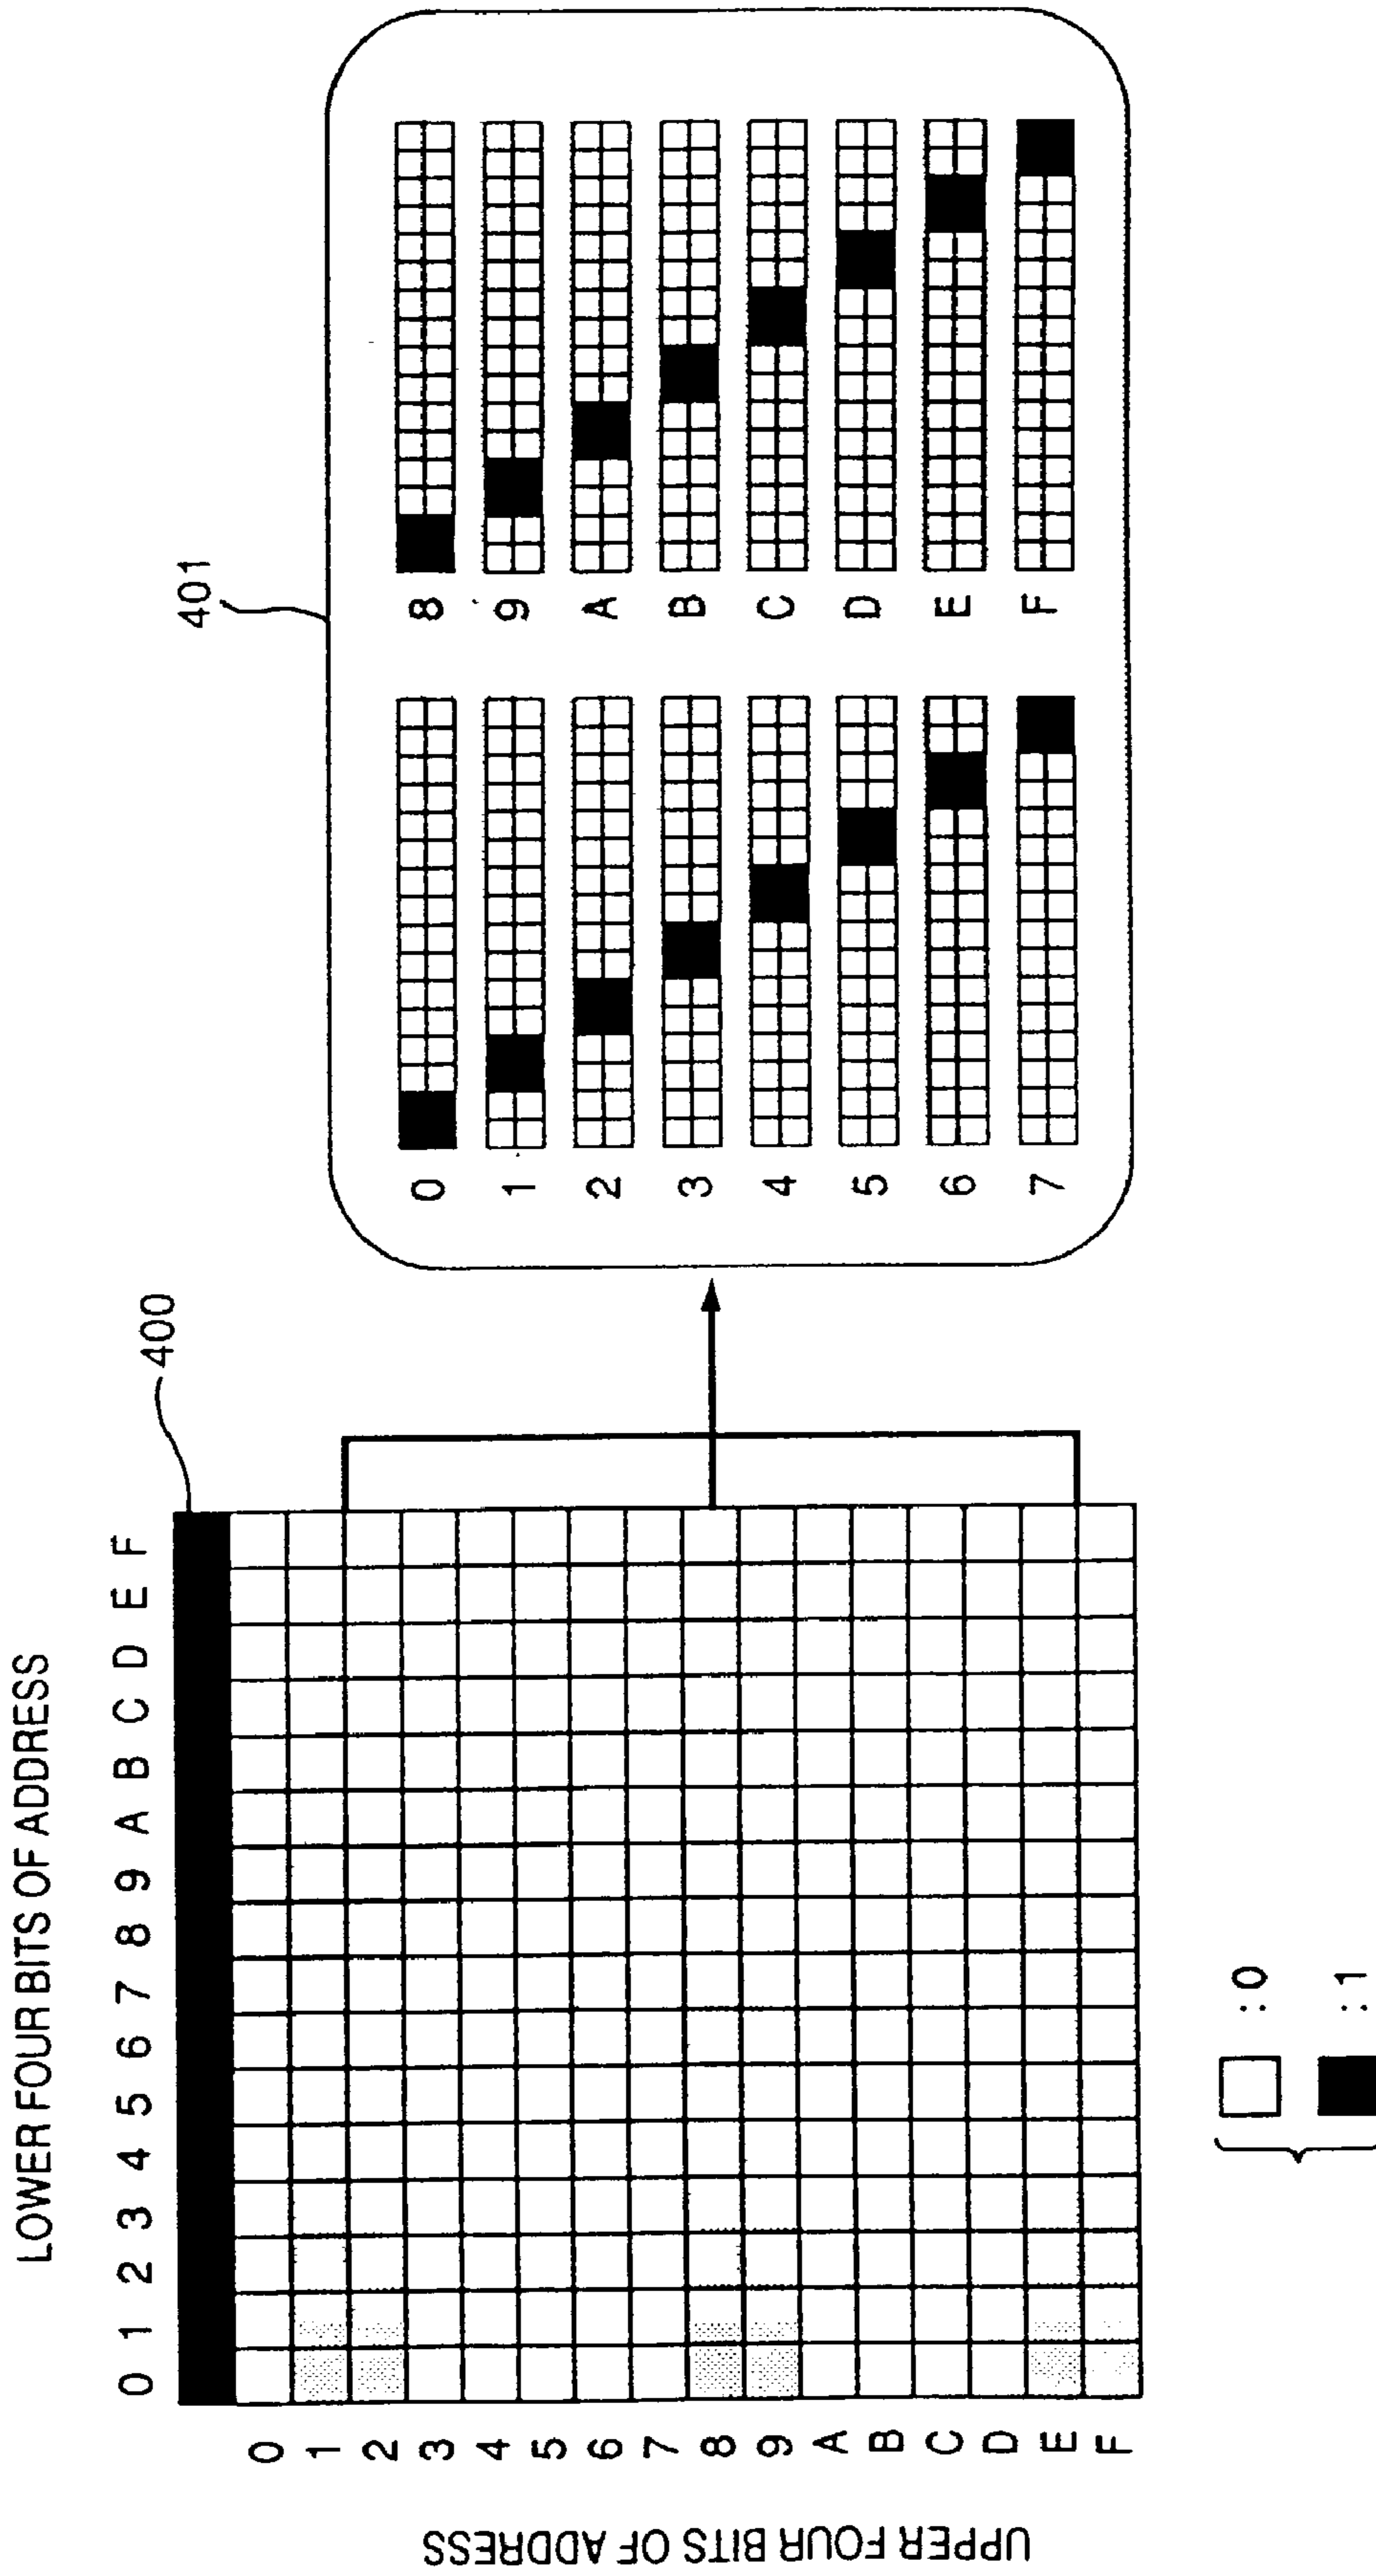 LOWER FOUR BITS OF ADDRESS
0 1 2 3 4 5 6 7 8 9 A B C D E F
400
UPPER FOUR BITS OF ADDRESS
0
1
2
3
4
5
6
7
8
9
A
B
C
D
E
F
:0
:1
401
0
1
2
3
4
5
6
7
8
9
A
B
C
D
E
F